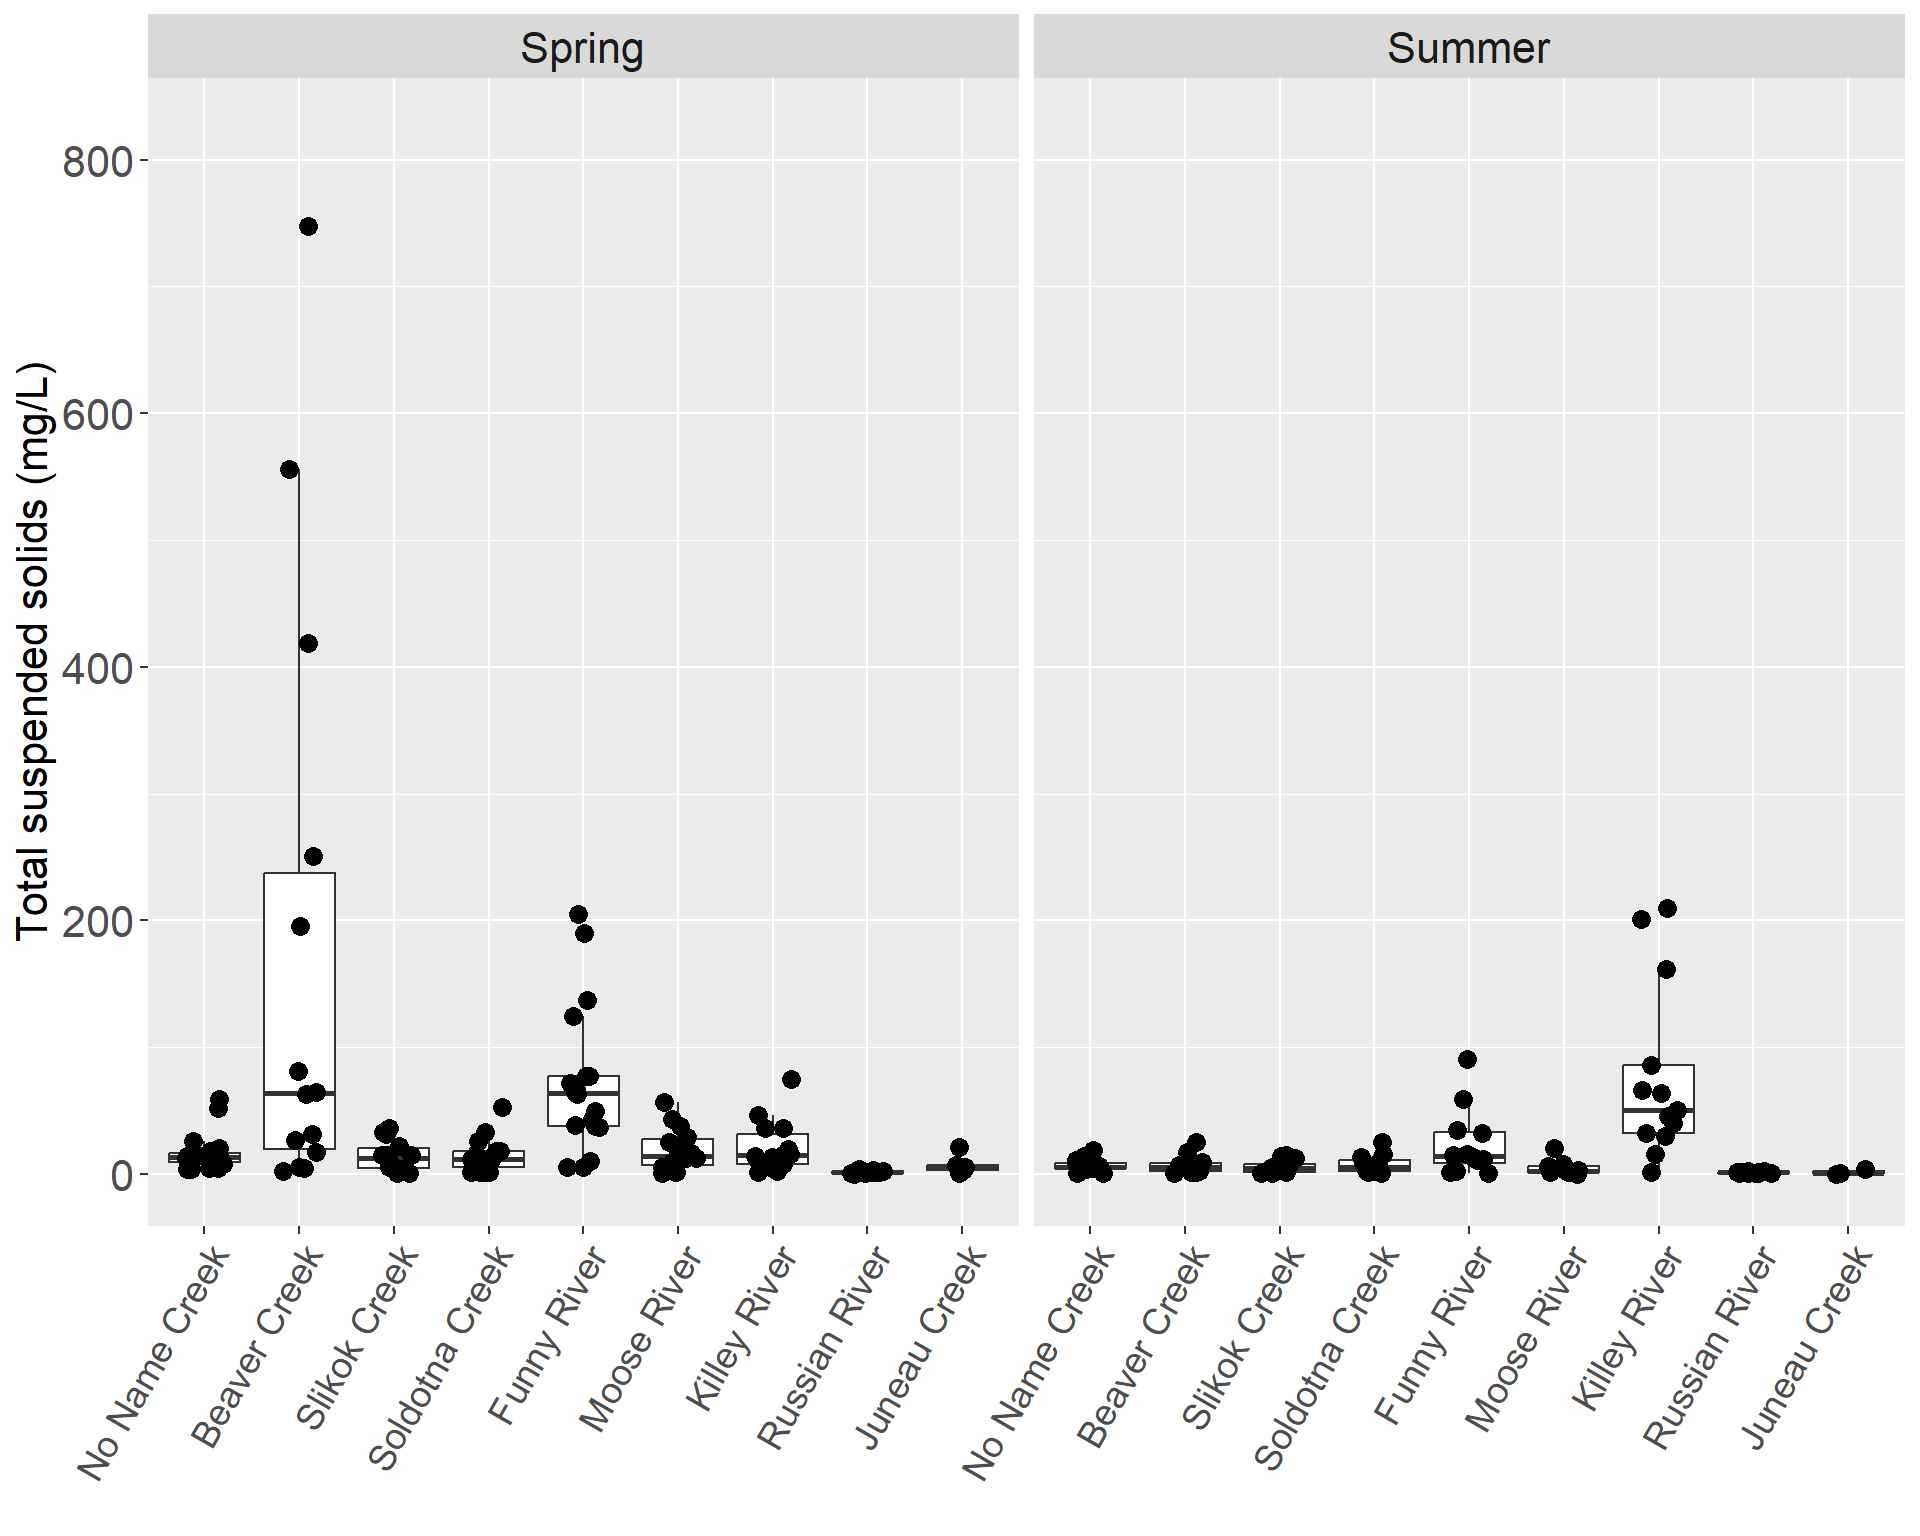 Spring
Summer
Total suspended solids (mg/L)
800
600
400
200
0
No Name Creek
Beaver Creek
Slikok Creek
Soldotna Creek
Funny River
Moose River
Killey River
Russian River
Juneau Creek
No Name Creek
Beaver Creek
Slikok Creek
Soldotna Creek
Funny River
Moose River
Killey River
Russian River
Juneau Creek